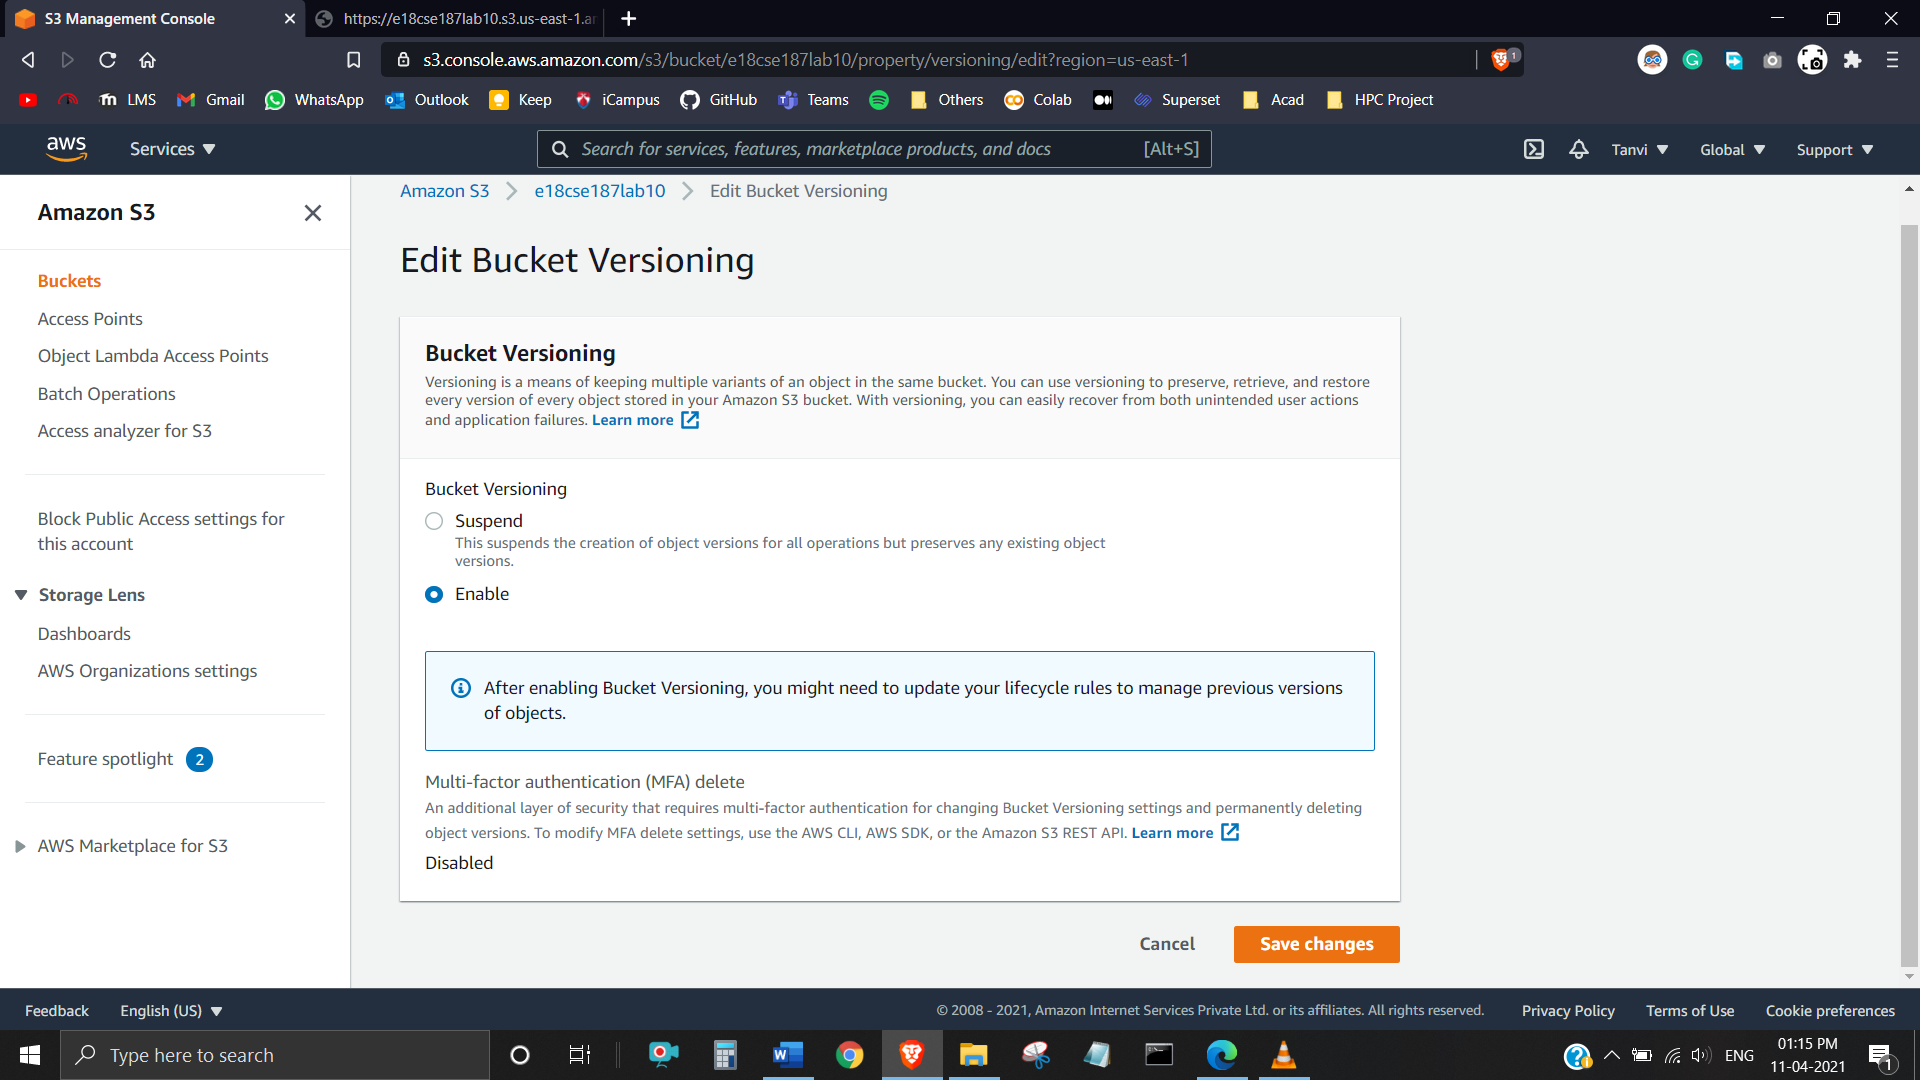 S3 Management Console
https://e18cse187lab10.s3.us-east-1.a
s3.console.aws.amazon.com/s3/bucket/e18cse187lab10/property/versioning/edit?region=us-east-1
1
LMS
Gmail
WhatsApp
Outlook
Keep
iCampus
GitHub
Teams
Others
Colab
Superset
Acad
HPC Project
aws
Services
Search for services, features, marketplace products, and docs
[Alt+S]
Tanvi
Global
Support
Amazon S3
Buckets
Access Points
Object Lambda Access Points
Batch Operations
Access analyzer for S3
Block Public Access settings for
this account
Storage Lens
Dashboards
AWS Organizations settings
Feature spotlight 2
AWS Marketplace for S3
Amazon S3 > e18cse187lab10 > Edit Bucket Versioning
Edit Bucket Versioning
Bucket Versioning
Versioning is a means of keeping multiple variants of an object in the same bucket. You can use versioning to preserve, retrieve, and restore
every version of every object stored in your Amazon S3 bucket. With versioning, you can easily recover from both unintended user actions
and application failures. Learn more
Bucket Versioning
Suspend
This suspends the creation of object versions for all operations but preserves any existing object
versions.
Enable
After enabling Bucket Versioning, you might need to update your lifecycle rules to manage previous versions
of objects.
Multi-factor authentication (MFA) delete
An additional layer of security that requires multi-factor authentication for changing Bucket Versioning settings and permanently deleting
object versions. To modify MFA delete settings, use the AWS CLI, AWS SDK, or the Amazon S3 REST API. Learn more
Disabled
Cancel
Save changes
Feedback
English (US)
© 2008 - 2021, Amazon Internet Services Private Ltd. or its affiliates. All rights reserved.
Privacy Policy
Terms of Use
Cookie preferences
Type here to search
ENG
01:15 PM
11-04-2021
1